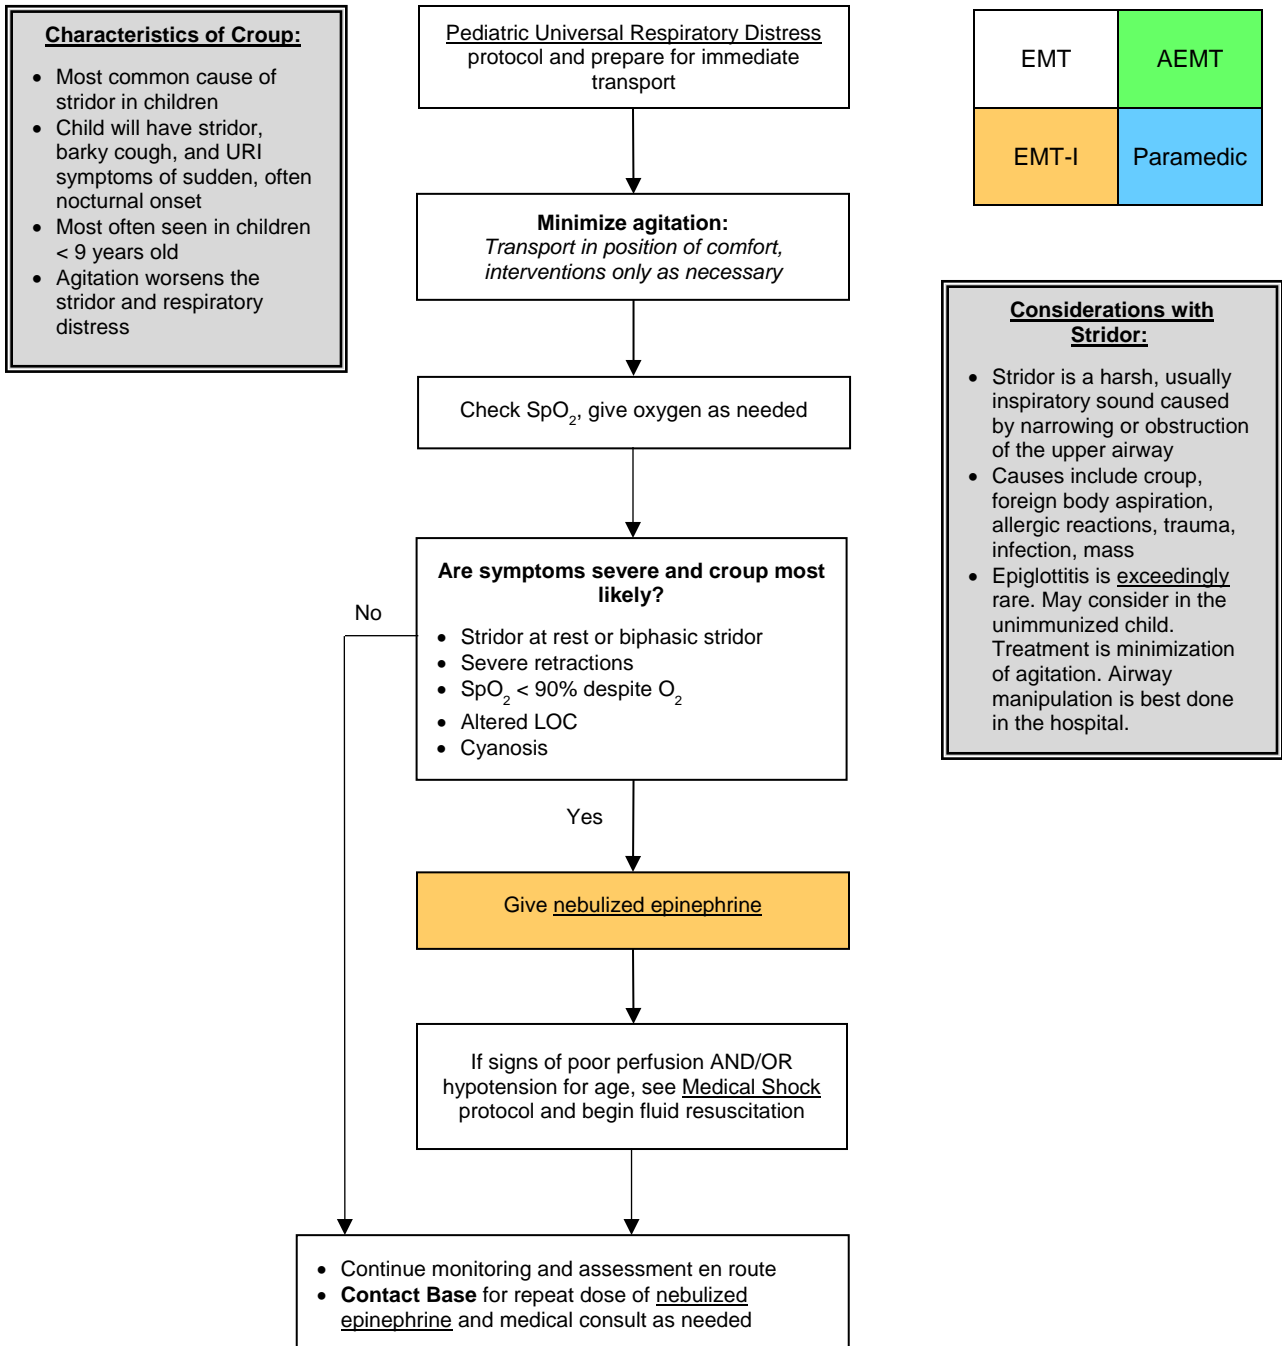 Characteristics of Croup:
• Most common cause of
stridor in children
• Child will have stridor,
barky cough, and URI
symptoms of sudden, often
nocturnal onset
• Most often seen in children
< 9 years old
• Agitation worsens the
stridor and respiratory
distress
Pediatric Universal Respiratory Distress
protocol and prepare for immediate
transport
EMT
AEMT
EMT-I
Paramedic
Minimize agitation:
Transport in position of comfort,
interventions only as necessary
Considerations with
Stridor:
• Stridor is a harsh, usually
inspiratory sound caused
by narrowing or obstruction
of the upper airway
• Causes include croup,
foreign body aspiration,
allergic reactions, trauma,
infection, mass
• Epiglottitis is exceedingly
rare. May consider in the
unimmunized child.
Treatment is minimization
of agitation. Airway
manipulation is best done
in the hospital.
Check SpO₂, give oxygen as needed
Are symptoms severe and croup most
likely?
• Stridor at rest or biphasic stridor
• Severe retractions
• SpO₂ < 90% despite O₂
• Altered LOC
• Cyanosis
No
Yes
Give nebulized epinephrine
If signs of poor perfusion AND/OR
hypotension for age, see Medical Shock
protocol and begin fluid resuscitation
• Continue monitoring and assessment en route
• Contact Base for repeat dose of nebulized
epinephrine and medical consult as needed